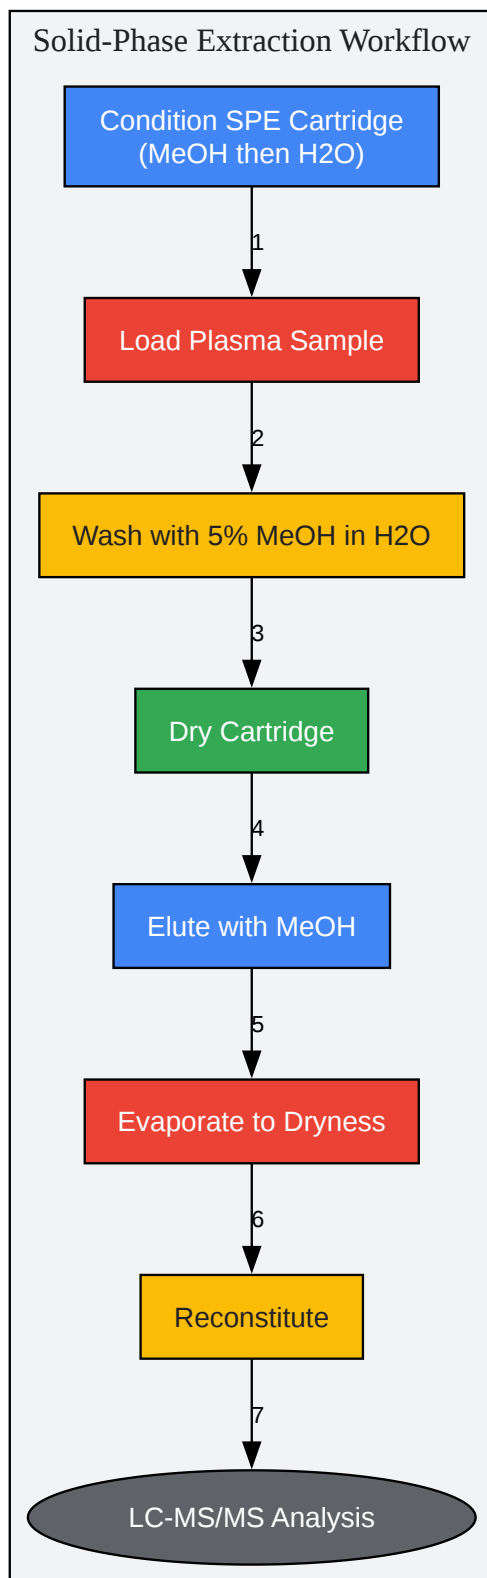 Solid-Phase Extraction Workflow
Condition SPE Cartridge
(MeOH then H2O)
1
Load Plasma Sample
2
Wash with 5% MeOH in H2O
3
Dry Cartridge
4
Elute with MeOH
5
Evaporate to Dryness
6
Reconstitute
7
LC-MS/MS Analysis